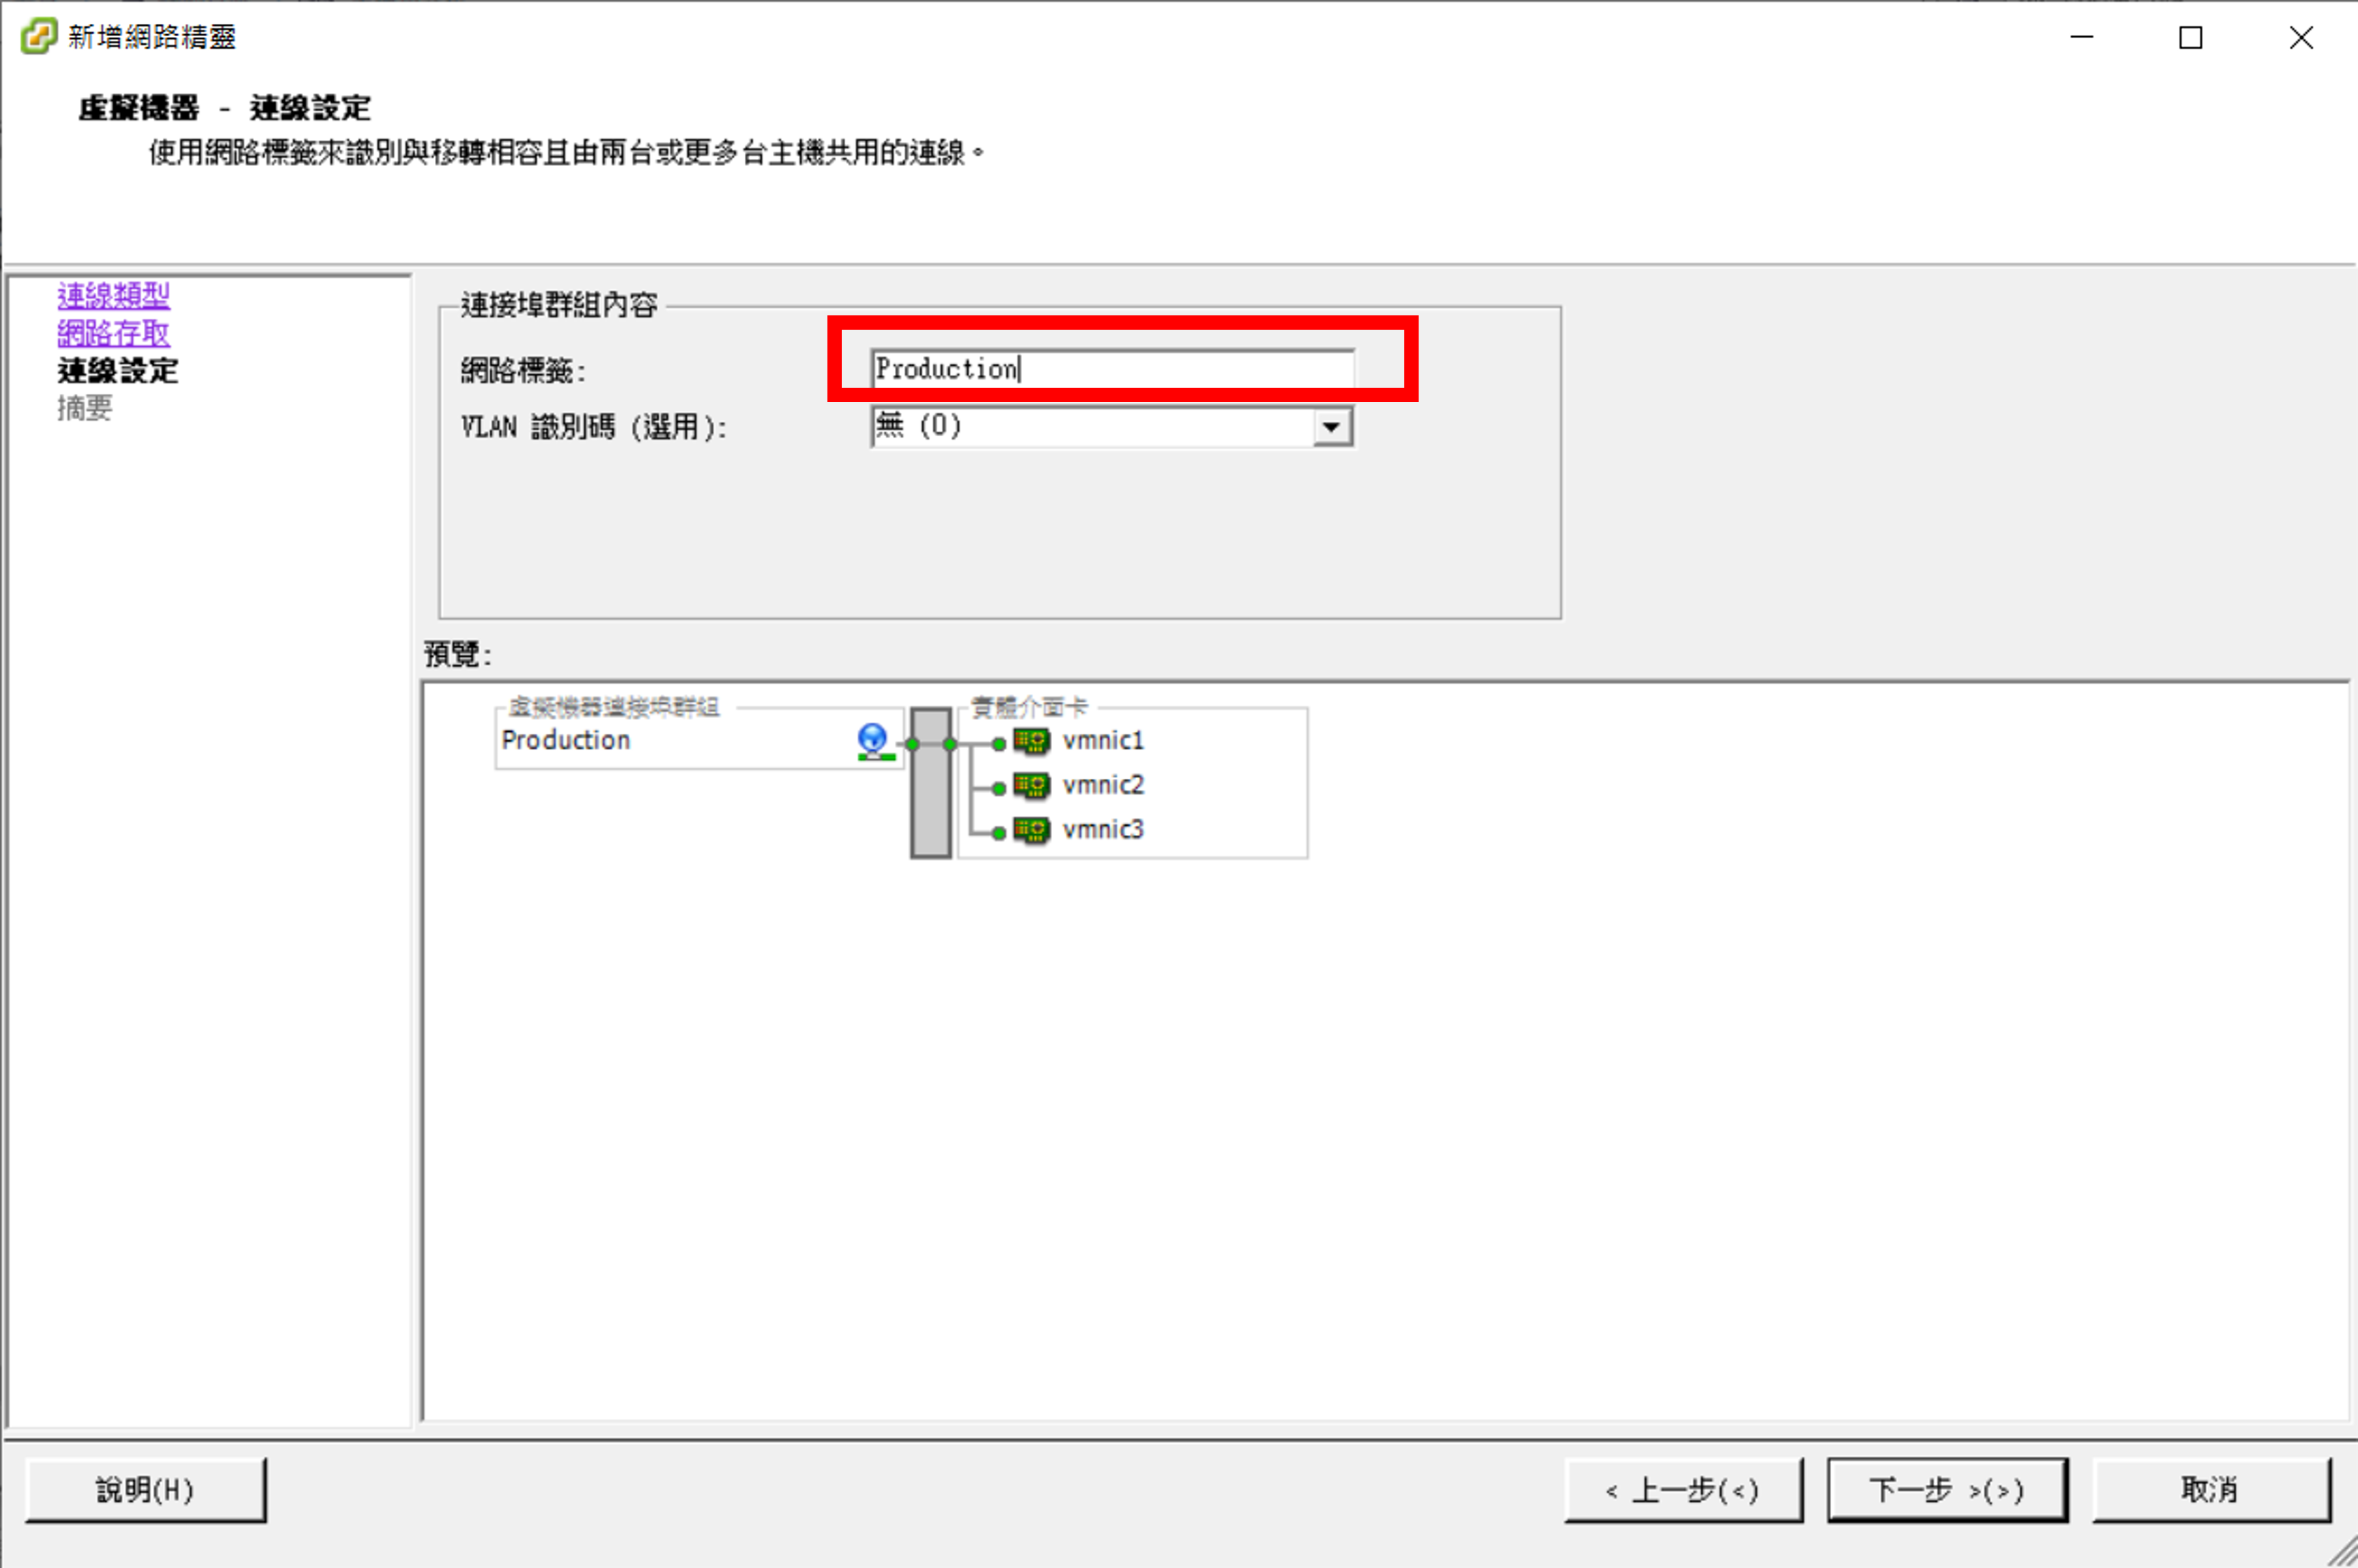 新增網路精靈
虛擬機器 - 連線設定
使用網路標籤來識別與移轉相容且由兩台或更多台主機共用的連線。
連線類型
網路存取
連線設定
摘要
連接埠群組內容
網路標籤:
Production
VLAN 識別碼 (選用):
無 (0)
預覽:
虛擬機器連接埠群組
Production
實體介面卡
vmnic1
vmnic2
vmnic3
說明(H)
< 上一步(<)
下一步 >(>)
取消